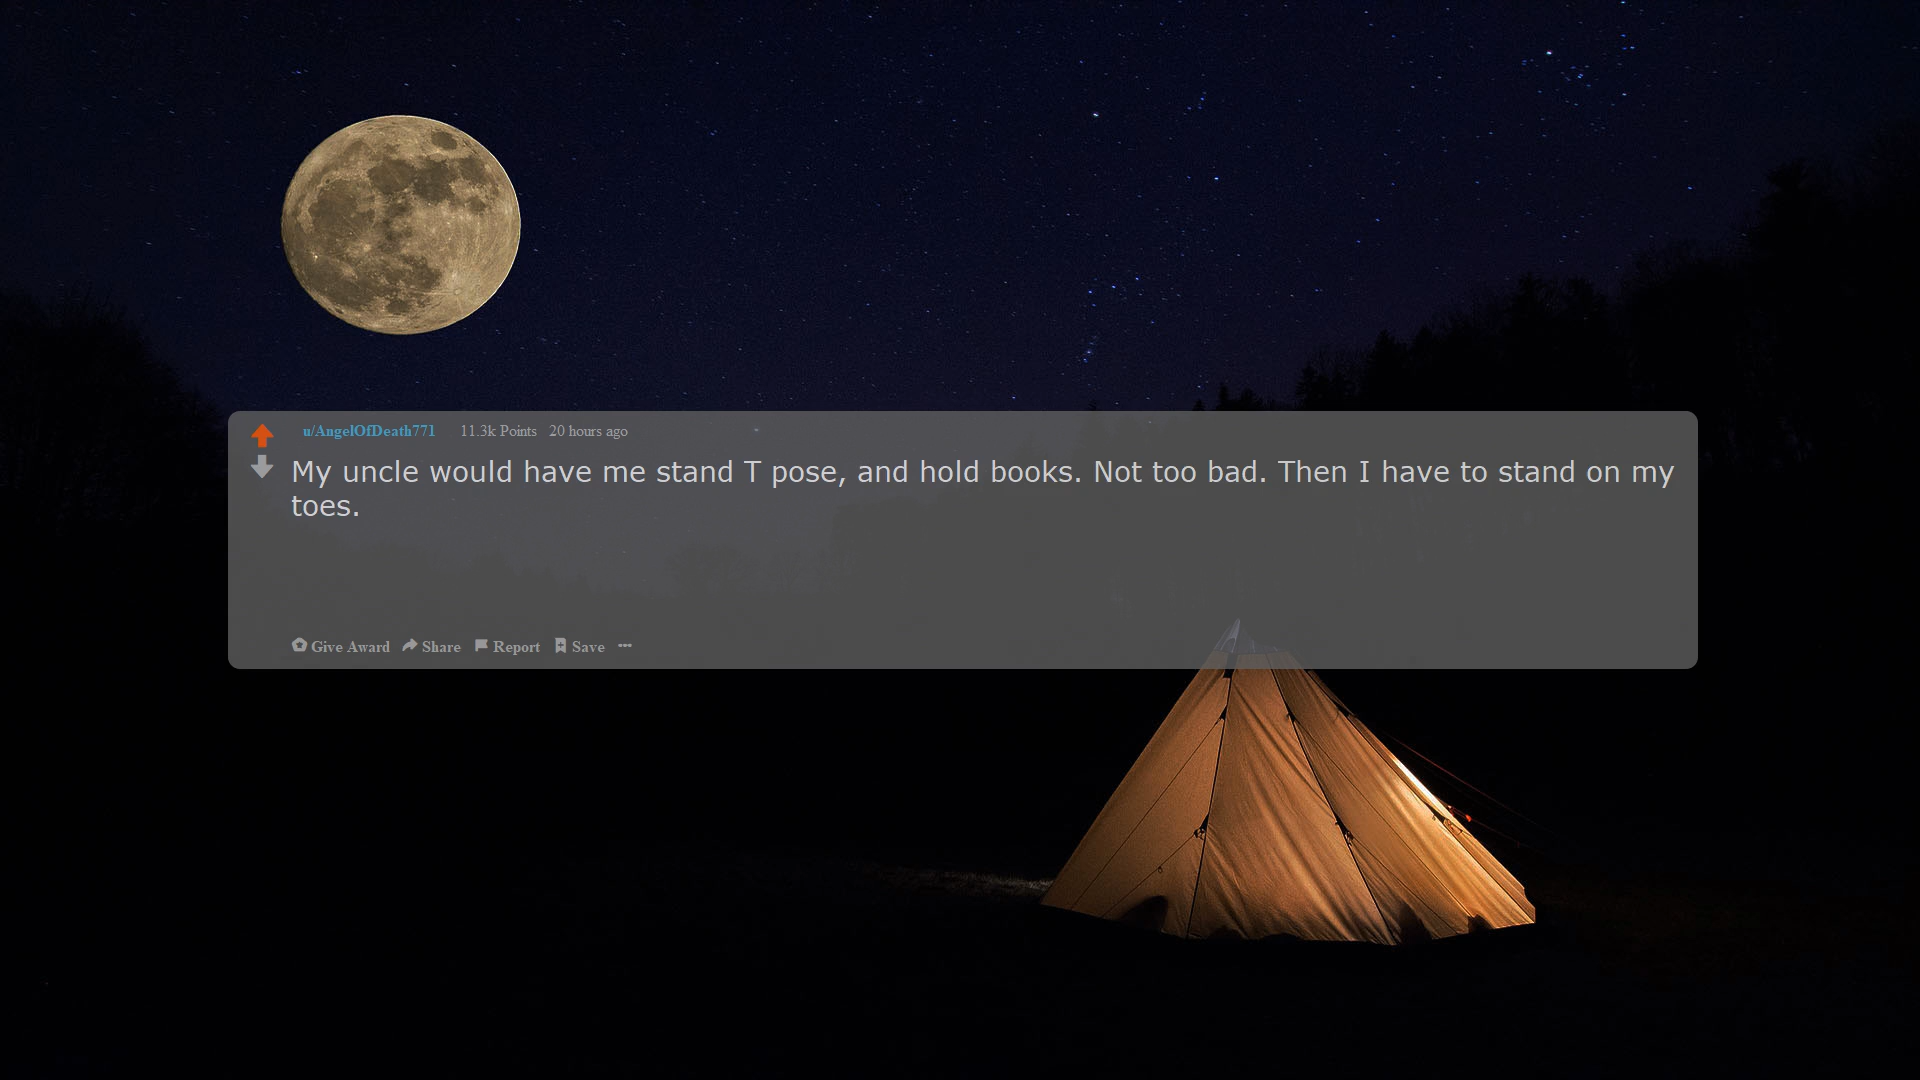 u/AngelOfDeath771 11.3k Points 20 hours ago
My uncle would have me stand T pose, and hold books. Not too bad. Then I have to stand on my
toes.
Give Award Share Report Save ···